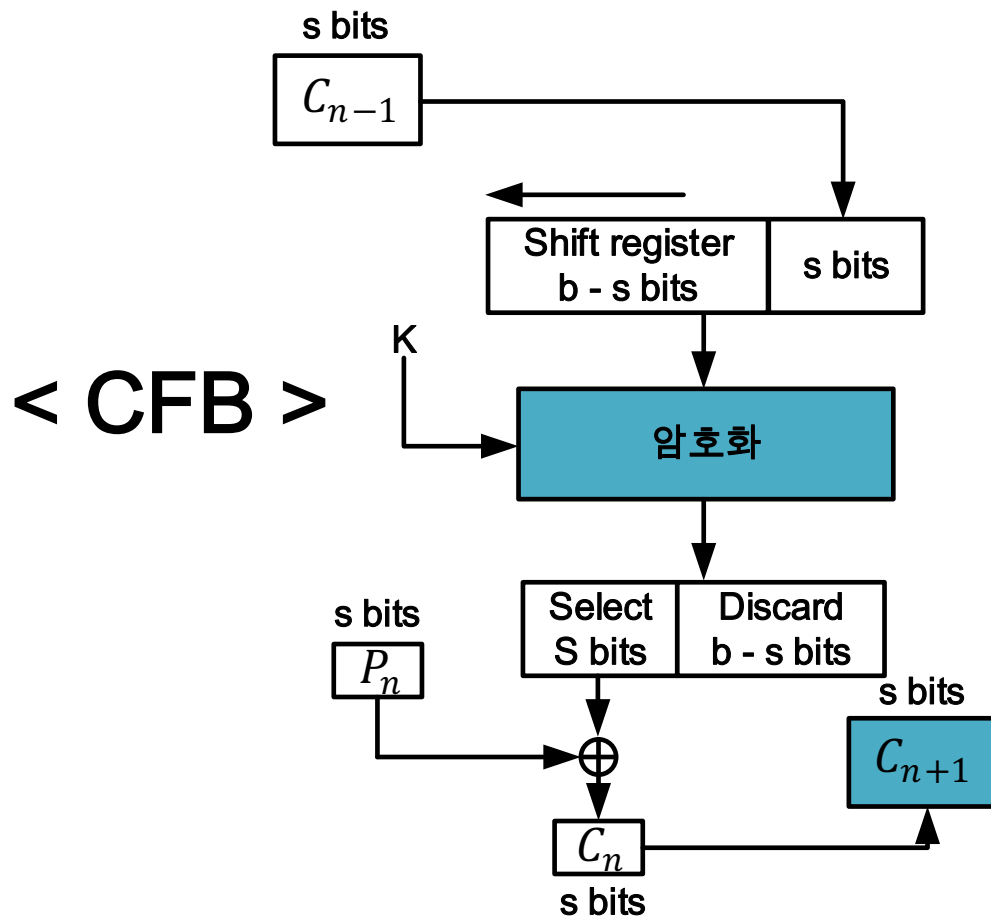 s bits
C_{n-1}
Shift register
b - s bits
s bits
K
< CFB >
암호화
Select
S bits
Discard
b - s bits
s bits
P_n
s bits
C_{n+1}
C_n
s bits